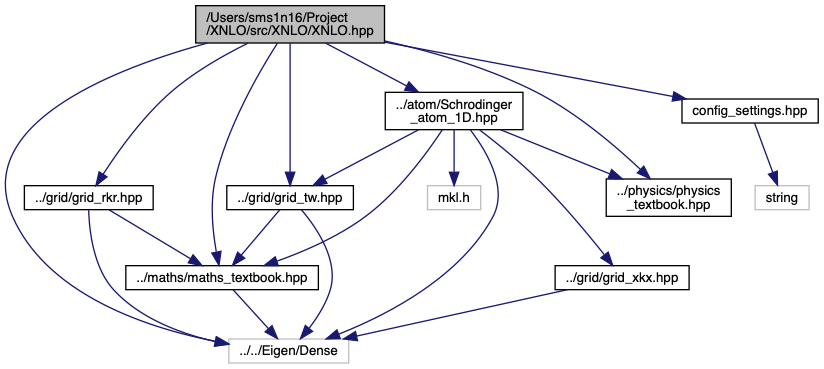 /Users/sms1n16/Project
/XNLO/src/XNLO/XNLO.hpp
../atom/Schrodinger
_atom_1D.hpp
config_settings.hpp
../grid/grid_rkr.hpp
../grid/grid_tw.hpp
mkl.h
../physics/physics
_textbook.hpp
string
../maths/maths_textbook.hpp
../grid/grid_xkx.hpp
../../Eigen/Dense